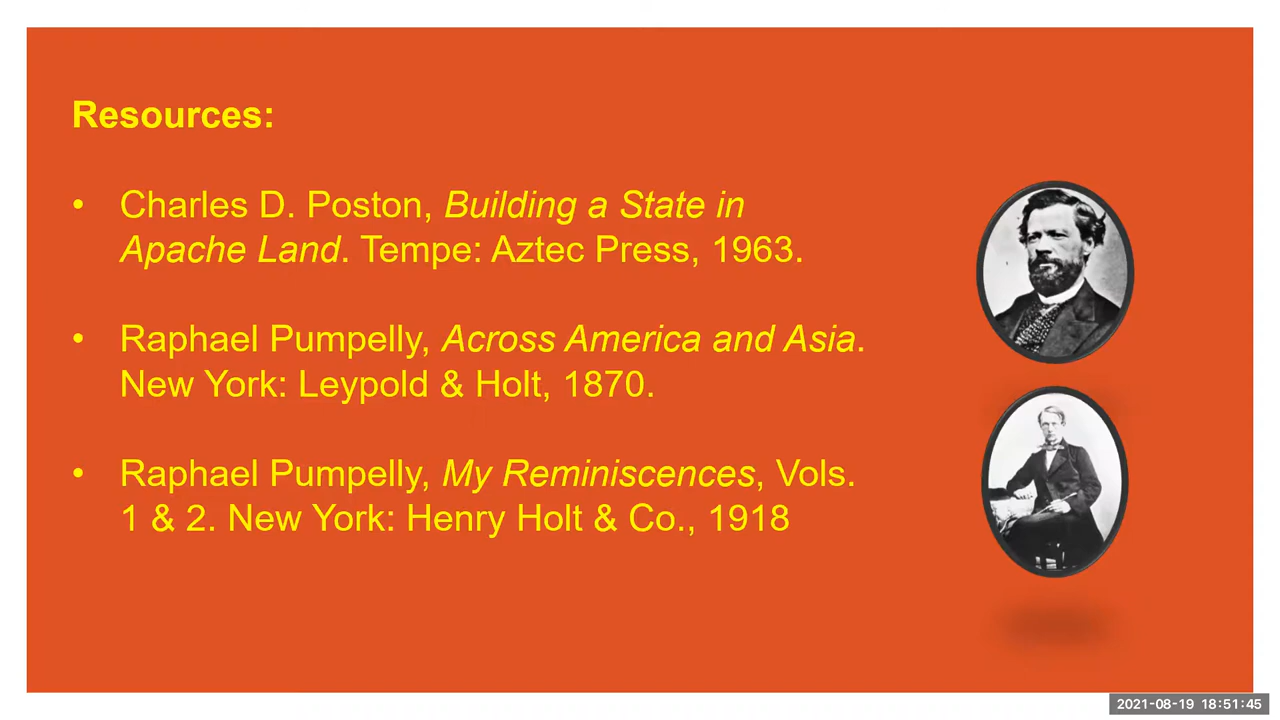 Resources:
• Charles D. Poston, Building a State in
Apache Land. Tempe: Aztec Press, 1963.
• Raphael Pumpelly, Across America and Asia.
New York: Leypold & Holt, 1870.
• Raphael Pumpelly, My Reminiscences, Vols.
1 & 2. New York: Henry Holt & Co., 1918
2021-08-19 18:51:45